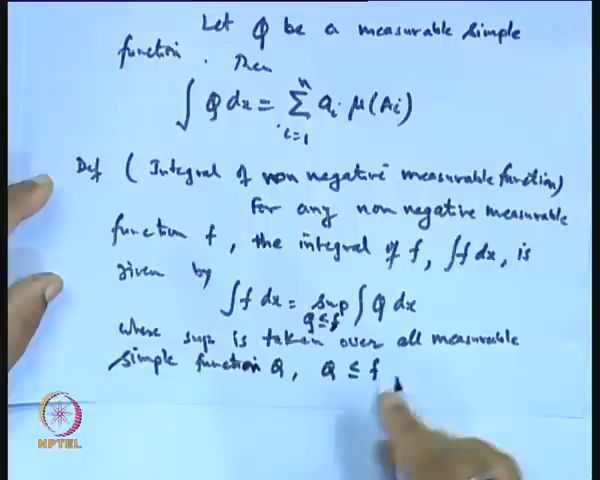 Let φ be a measurable simple
function. Then
∫ φ dx = Σ_{i=1}^{n} a_i . μ(A_i)
Def (Integral of non negative measurable function)
For any non negative measurable
function f, the integral of f, ∫f dx, is
given by
∫ f dx = sup_{φ≤f} ∫ φ dx
where sup is taken over all measurable
simple function φ, φ ≤ f
NPTEL